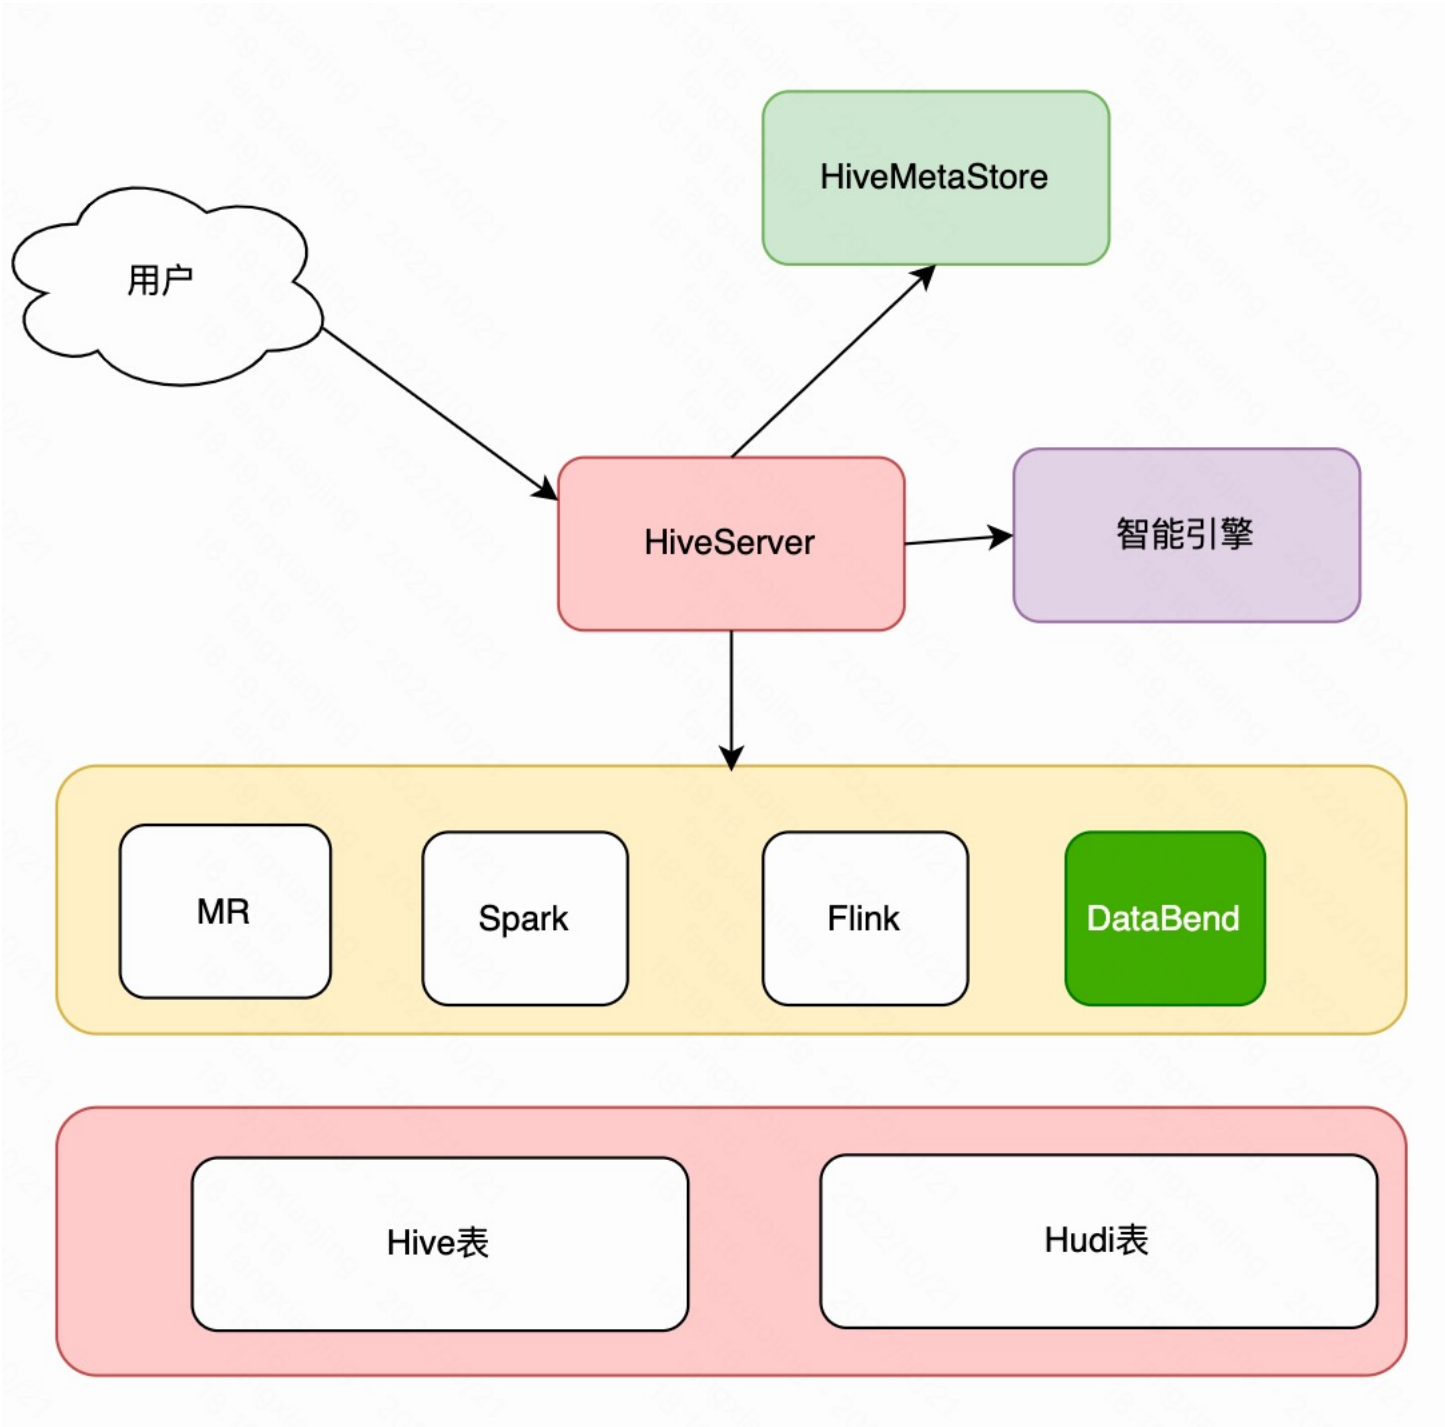 HiveMetaStore
用户
HiveServer
智能引擎
MR
Spark
Flink
DataBend
Hive表
Hudi表